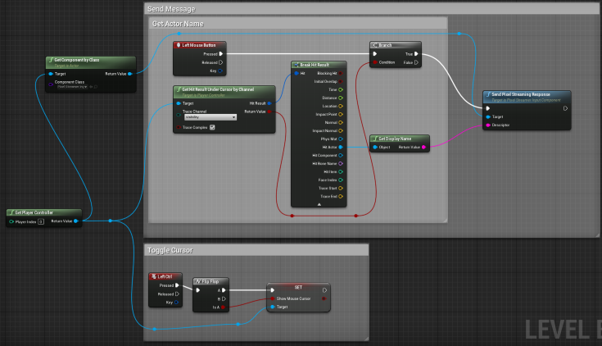 Send Message
Get Actor Name
Left Mouse Button
Pressed
Released
Key
Branch
True
Condition
False
Get Component by Class
Target
Return Value
Component Class
Get Hit Result Under Cursor by Channel
Target is Player Controller
Target
Hit Result
Return Value
Trace Channel
Visibility
Trace Complex
Break Hit Result
Hit
Blocking Hit
Initial Overlap
Time
Distance
Location
Impact Point
Normal
Impact Normal
Phys Mat
Hit Actor
Hit Component
Hit Bone Name
Hit Item
Face Index
Trace Start
Trace End
Get Display Name
Object
Return Value
Send Pixel Streaming Response
Target is Pixel Streaming Input Component
Target
Descriptor
Get Player Controller
Player Index
0
Return Value
Toggle Cursor
Left Ctrl
Pressed
Released
Key
Flip Flop
A
B
Is A
SET
Show Mouse Cursor
Target
LEVEL B